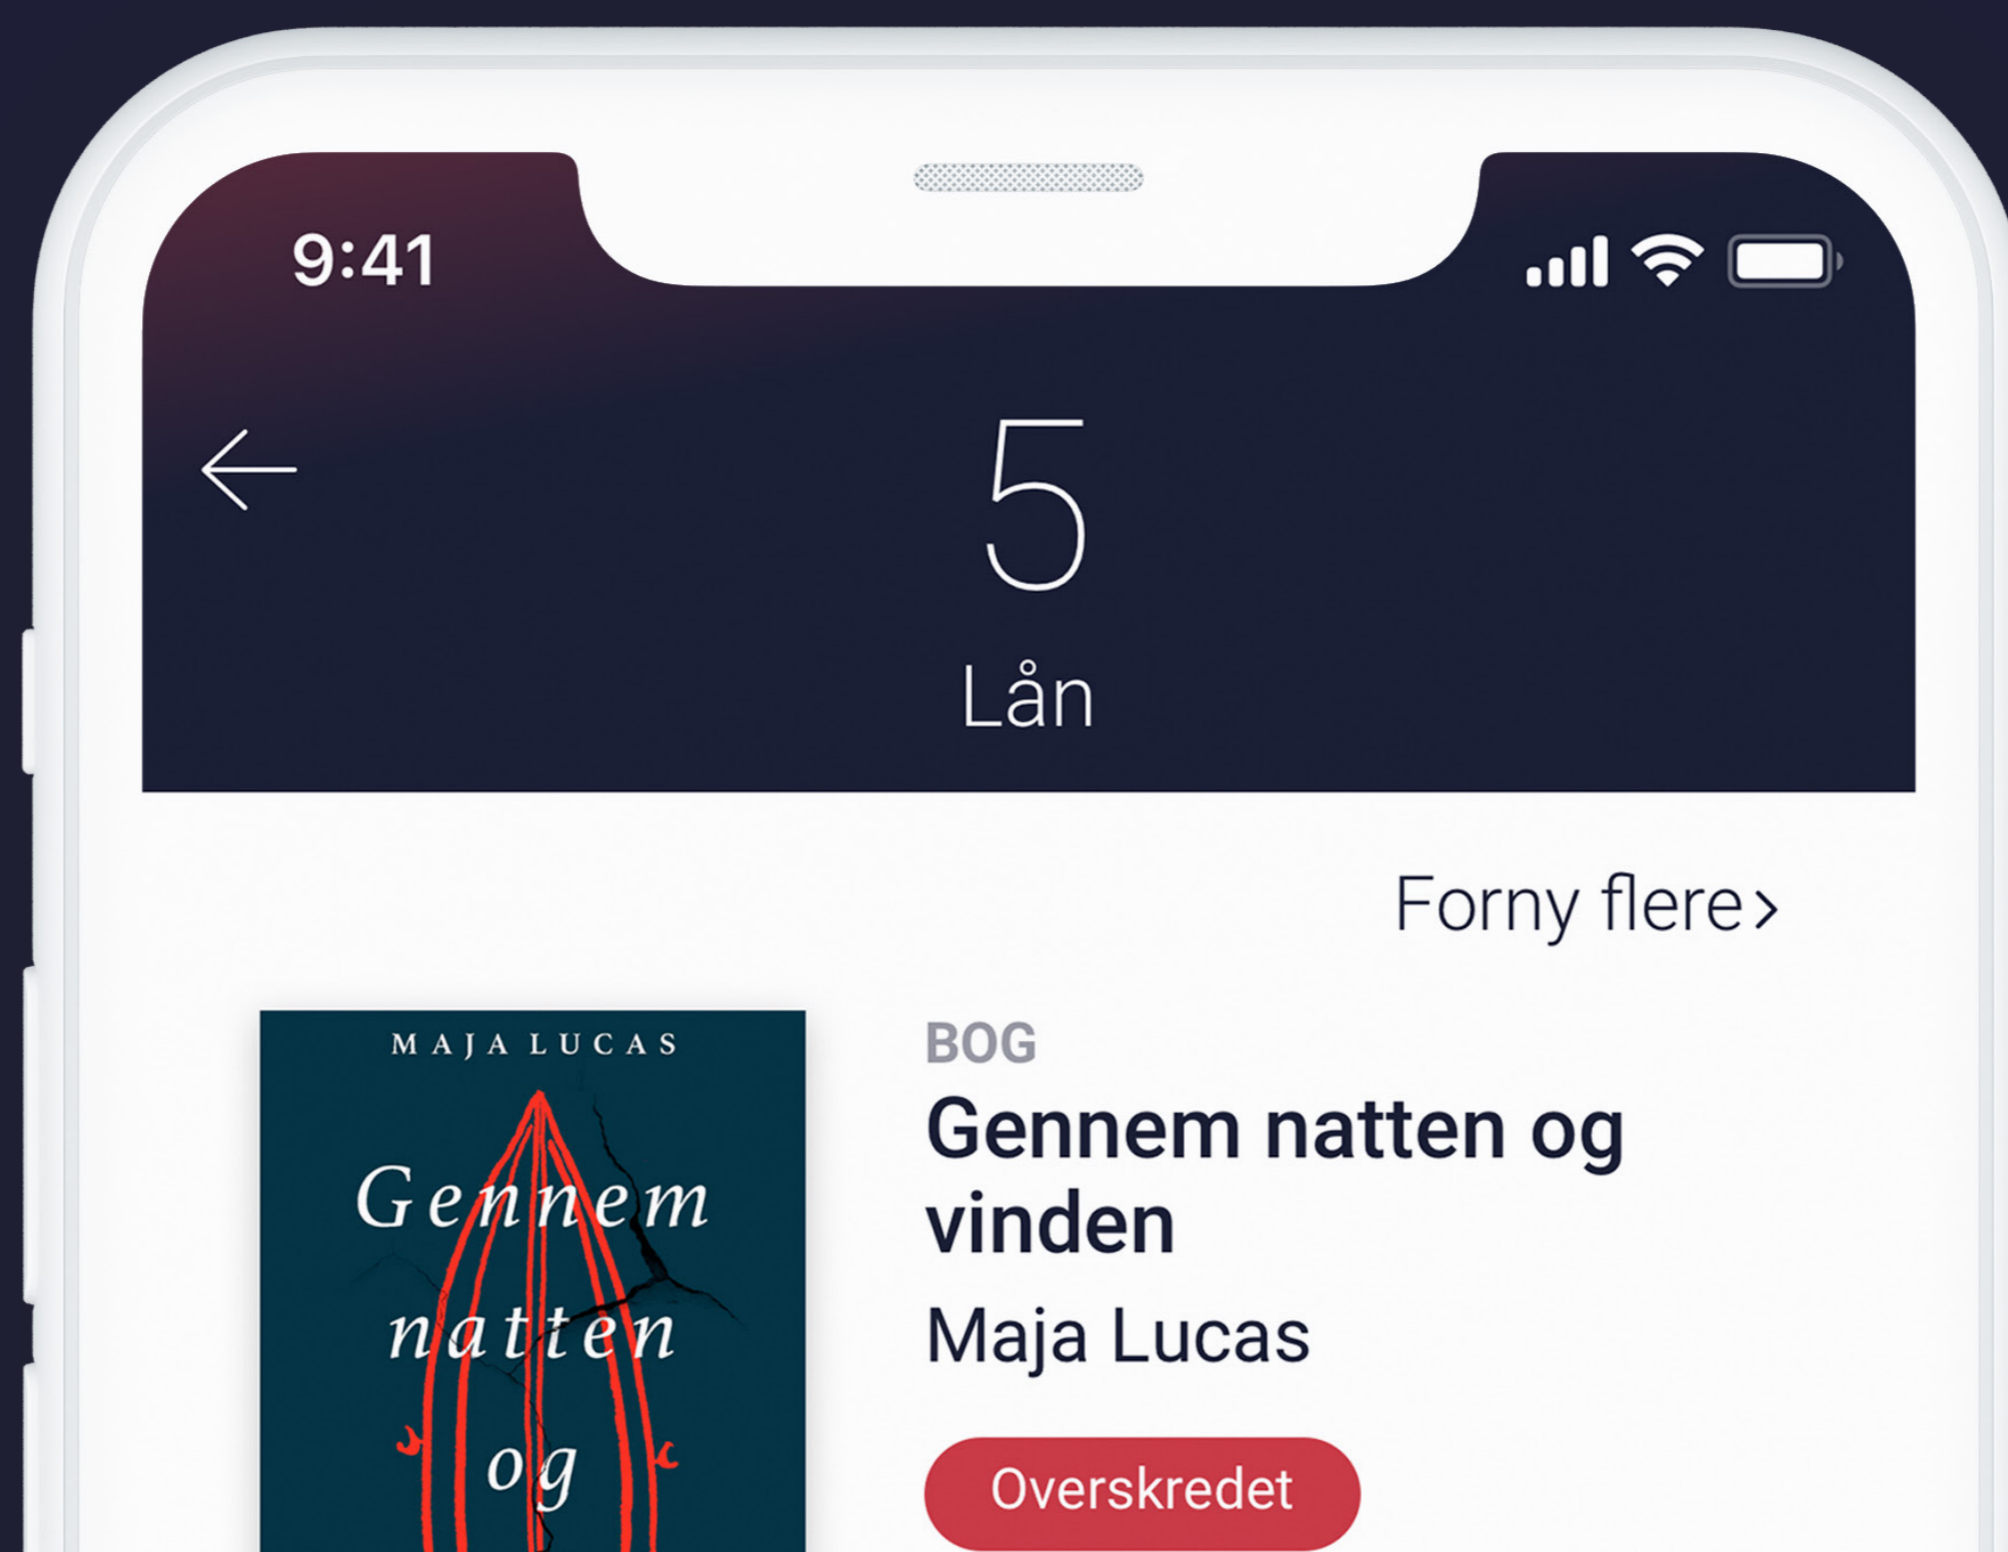 9:41
5
Lån
Forny flere
MAJA LUCAS
Gennem
natten
og
BOG
Gennem natten og
vinden
Maja Lucas
Overskredet